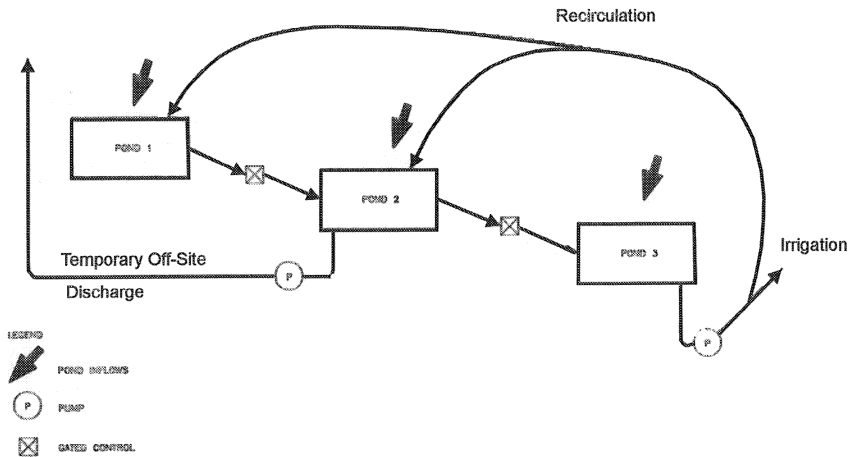 Recirculation
POND 1
POND 2
POND 3
Irrigation
Temporary Off-Site
Discharge
P
P
LEGEND
POND INFLOWS
P
PUMP
GATED CONTROL